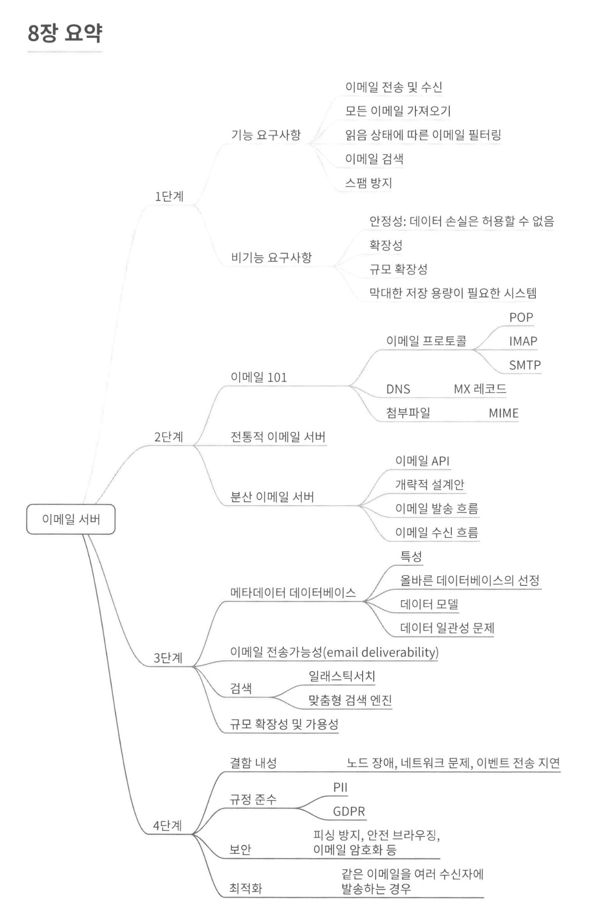 8장 요약
이메일 서버
1단계
기능 요구사항
이메일 전송 및 수신
모든 이메일 가져오기
읽음 상태에 따른 이메일 필터링
이메일 검색
스팸 방지
비기능 요구사항
안정성: 데이터 손실은 허용할 수 없음
확장성
규모 확장성
막대한 저장 용량이 필요한 시스템
2단계
이메일 101
이메일 프로토콜
POP
IMAP
SMTP
DNS
MX 레코드
첨부파일
MIME
전통적 이메일 서버
분산 이메일 서버
이메일 API
개략적 설계안
이메일 발송 흐름
이메일 수신 흐름
3단계
메타데이터 데이터베이스
특성
올바른 데이터베이스의 선정
데이터 모델
데이터 일관성 문제
이메일 전송가능성(email deliverability)
검색
일래스틱서치
맞춤형 검색 엔진
규모 확장성 및 가용성
4단계
결함 내성
노드 장애, 네트워크 문제, 이벤트 전송 지연
규정 준수
PII
GDPR
보안
피싱 방지, 안전 브라우징,
이메일 암호화 등
최적화
같은 이메일을 여러 수신자에
발송하는 경우